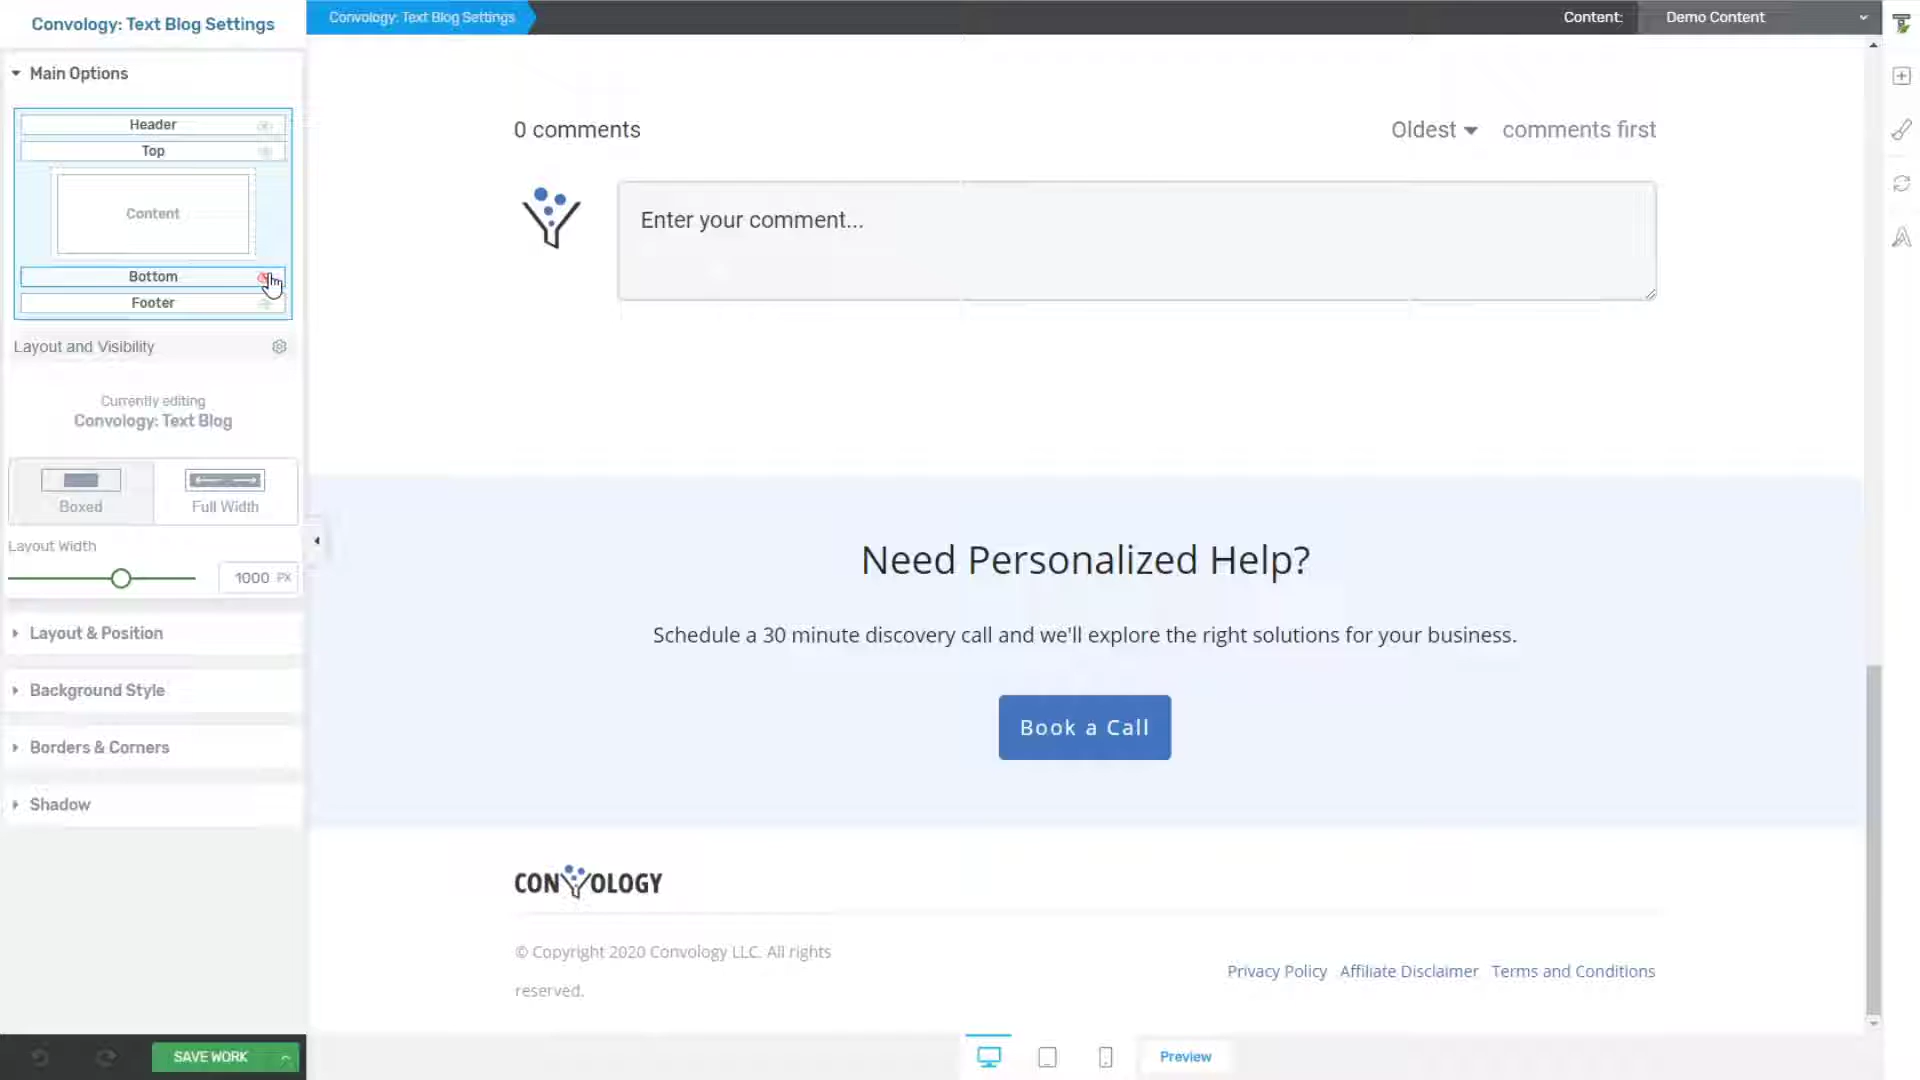 Convology: Text Blog Settings
Convology: Text Blog Settings
Content:
Demo Content
Main Options
Header
Top
Content
Bottom
Footer
Layout and Visibility
Currently editing
Convology: Text Blog
Boxed
Full Width
Layout Width
1000 PX
Layout & Position
Background Style
Borders & Corners
Shadow
SAVE WORK
0 comments
Oldest
comments first
Enter your comment...
Need Personalized Help?
Schedule a 30 minute discovery call and we'll explore the right solutions for your business.
Book a Call
CONVOLOGY
© Copyright 2020 Convology LLC. All rights
reserved.
Privacy Policy Affiliate Disclaimer Terms and Conditions
Preview